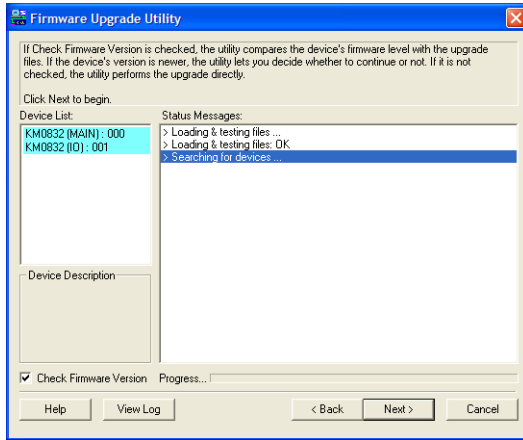 Firmware Upgrade Utility
If Check Firmware Version is checked, the utility compares the device's firmware level with the upgrade
files. If the device's version is newer, the utility lets you decide whether to continue or not. If it is not
checked, the utility performs the upgrade directly.
Click Next to begin.
Device List:
Status Messages:
KM0832 (MAIN) : 000
KM0832 (IO) : 001
> Loading & testing files ...
> Loading & testing files: OK
> Searching for devices ...
Device Description
Check Firmware Version
Progress...
Help
View Log
< Back
Next >
Cancel